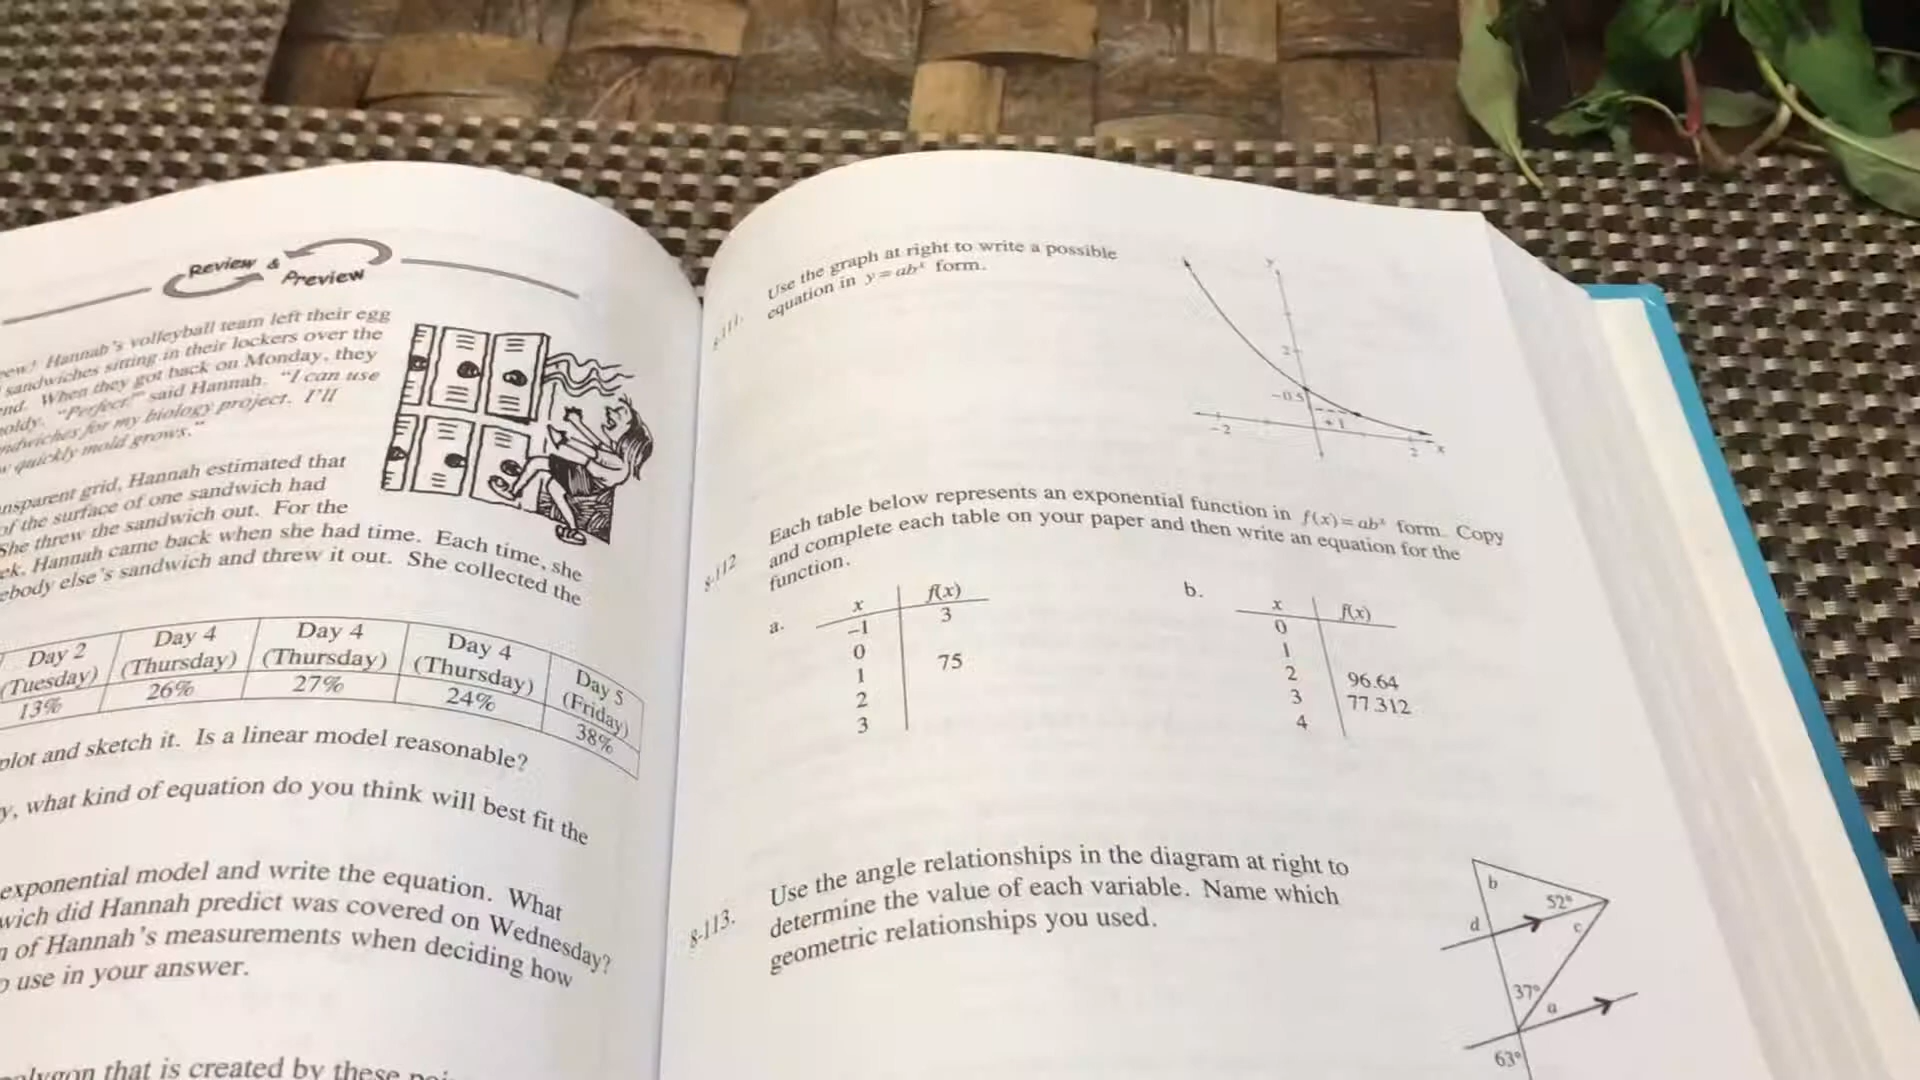 Review &
Preview
Hannah's volleyball team left their egg
sandwiches sitting in their lockers over the
When they got back on Monday, they
"Perfect!" said Hannah. "I can use
for my biology project. I'll
quickly mold grows."
grid, Hannah estimated that
of the surface of one sandwich had
She threw the sandwich out. For the
Hannah came back when she had time. Each time, she
else's sandwich and threw it out. She collected the
Day 2 Day 4 Day 4 Day 4 Day 5
(Tuesday) (Thursday) (Thursday) (Thursday) (Friday)
13% 26% 27% 24% 38%
plot and sketch it. Is a linear model reasonable?
what kind of equation do you think will best fit the
exponential model and write the equation. What
did Hannah predict was covered on Wednesday?
of Hannah's measurements when deciding how
use in your answer.
that is created by these
8-111. Use the graph at right to write a possible
equation in y = abˣ form.
y
2
-0.5
-2
1
2
x
8-112 Each table below represents an exponential function in f(x) = abˣ form. Copy
and complete each table on your paper and then write an equation for the
function.
a.
x f(x)
-1 3
0
1 75
2
3
b.
x f(x)
0
1
2 96.64
3 77.312
4
8-113. Use the angle relationships in the diagram at right to
determine the value of each variable. Name which
geometric relationships you used.
b
52°
d
c
37°
a
63°